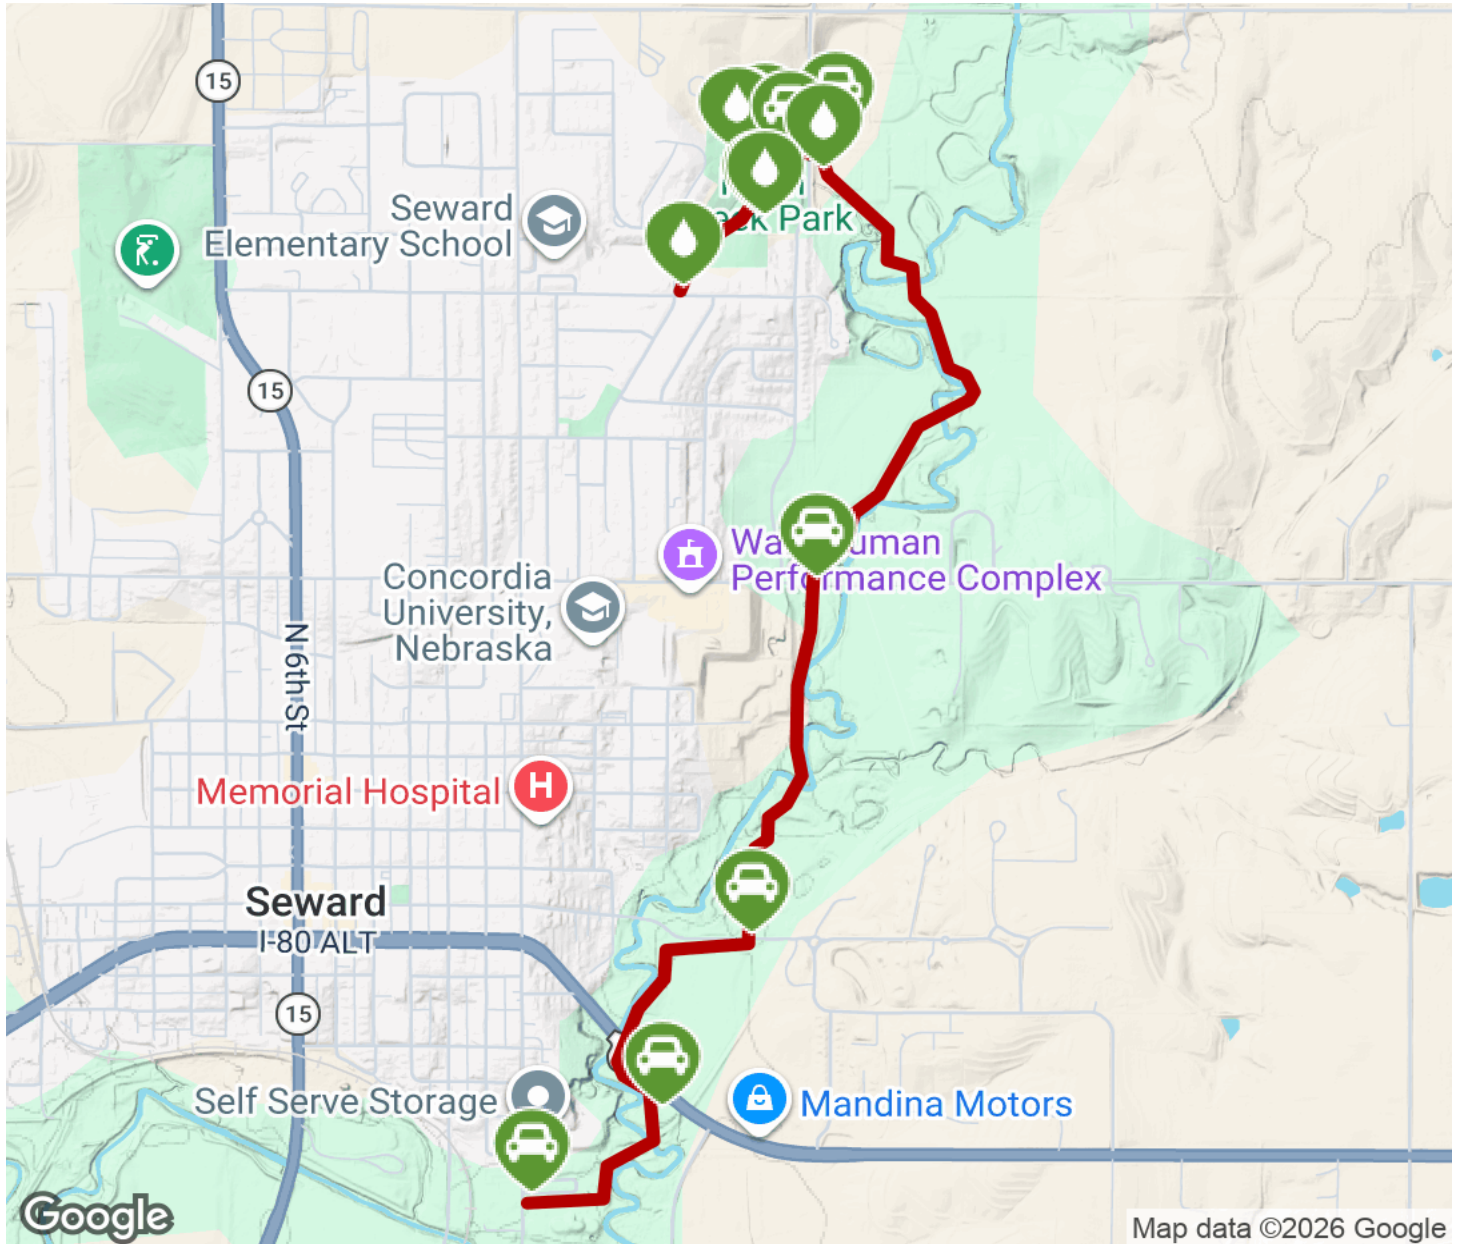 15
Seward
Elementary School
Park
15
Performance Complex
Concordia
University,
Nebraska
N 6th St
Memorial Hospital
H
Seward
I-80 ALT
15
Self Serve Storage
Mandina Motors
Google
Map data ©2026 Google